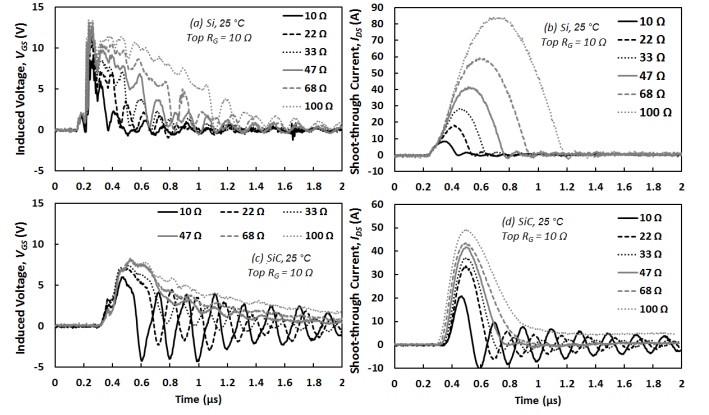 (a) Si, 25 °C
Top RG = 10 Ω
10 Ω
22 Ω
33 Ω
47 Ω
68 Ω
100 Ω
Induced Voltage, VGS (V)
15
10
5
0
-5
0 0.2 0.4 0.6 0.8 1 1.2 1.4 1.6 1.8 2
(b) Si, 25 °C
Top RG = 10 Ω
10 Ω
22 Ω
33 Ω
47 Ω
68 Ω
100 Ω
Shoot-through Current, IDS (A)
90
80
70
60
50
40
30
20
10
0
-10
0 0.2 0.4 0.6 0.8 1 1.2 1.4 1.6 1.8 2
10 Ω 22 Ω 33 Ω
47 Ω 68 Ω 100 Ω
(c) SiC, 25 °C
Top RG = 10 Ω
Induced Voltage, VGS (V)
15
10
5
0
-5
0 0.2 0.4 0.6 0.8 1 1.2 1.4 1.6 1.8 2
Time (µs)
(d) SiC, 25 °C
Top RG = 10 Ω
10 Ω
22 Ω
33 Ω
47 Ω
68 Ω
100 Ω
Shoot-through Current, IDS (A)
60
50
40
30
20
10
0
-10
0 0.2 0.4 0.6 0.8 1 1.2 1.4 1.6 1.8 2
Time (µs)